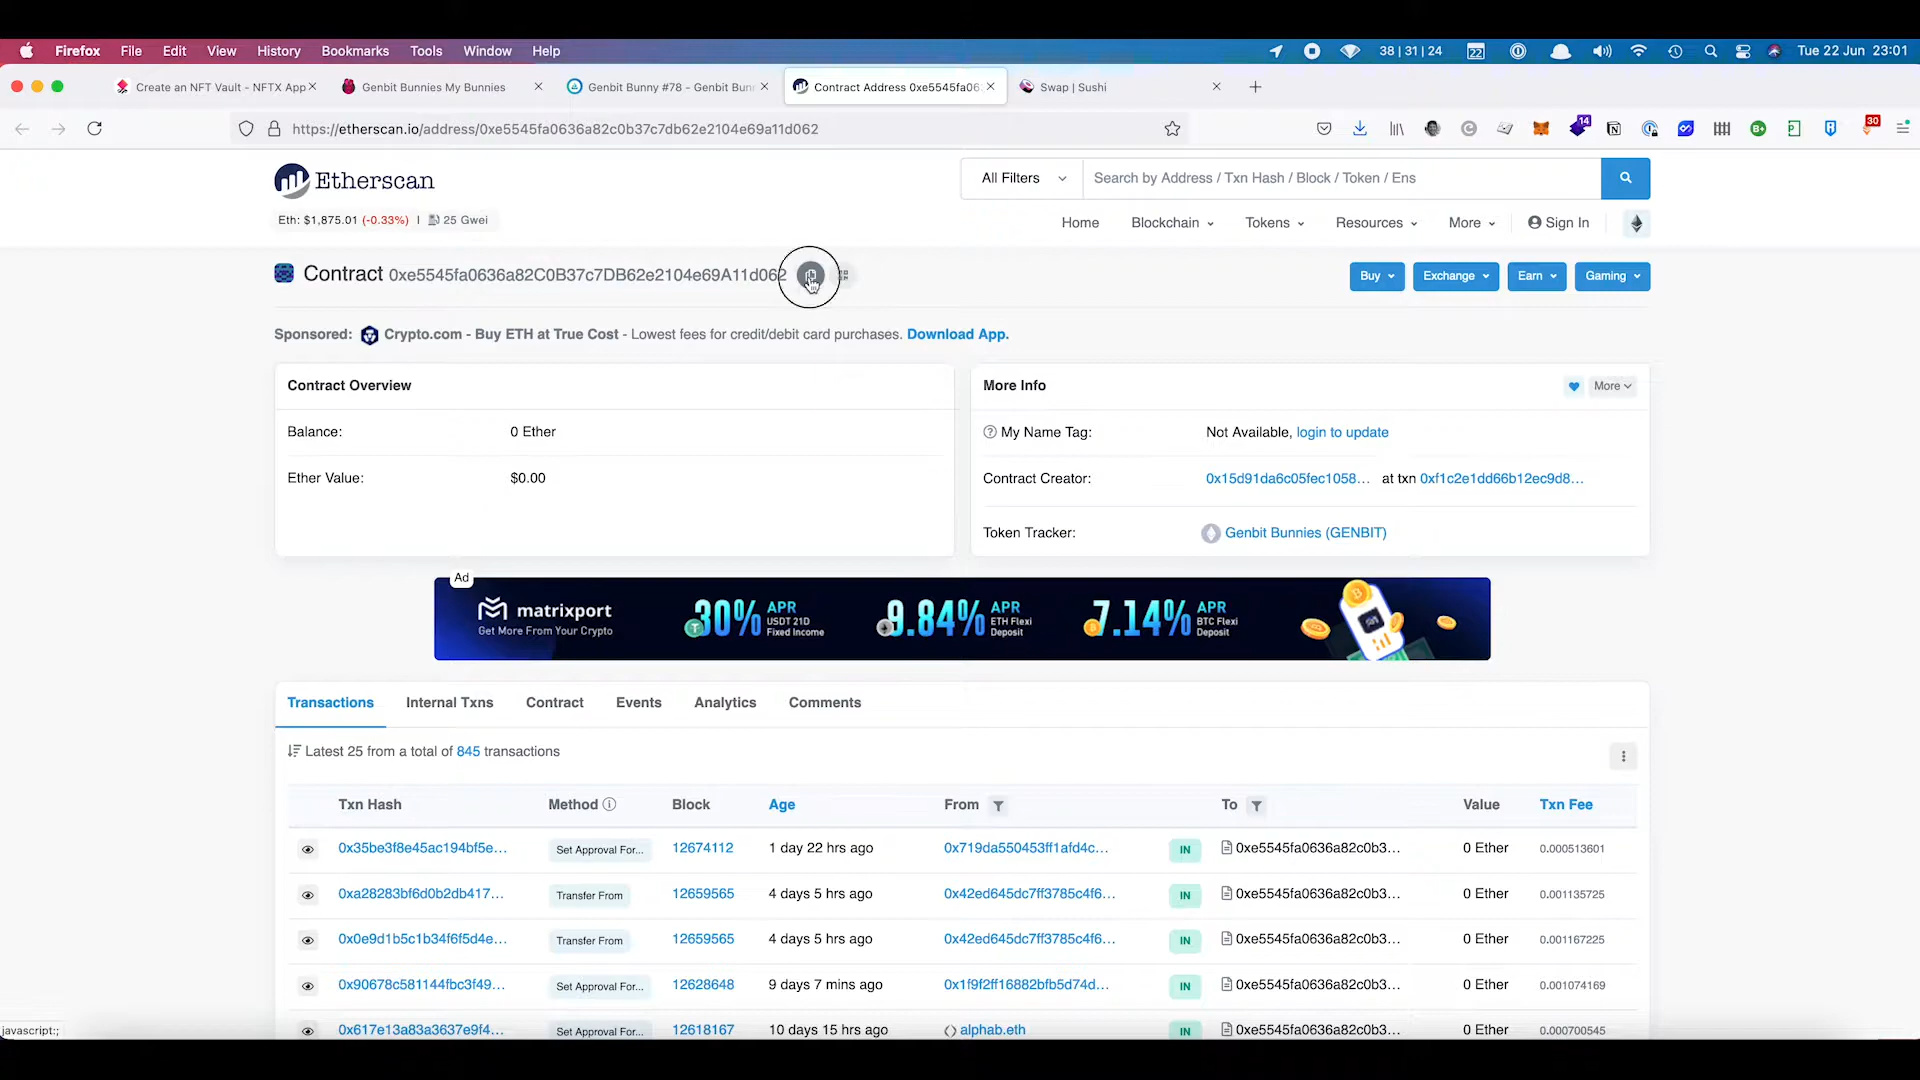 Firefox File Edit View History Bookmarks Tools Window Help 38 | 31 | 24 22 Tue 22 Jun 23:01
Create an NFT Vault - NFTX App Genbit Bunnies My Bunnies Genbit Bunny #78 - Genbit Bun Contract Address 0xe5545fa06 Swap | Sushi
https://etherscan.io/address/0xe5545fa0636a82c0b37c7db62e2104e69a11d062 14 30
Etherscan
All Filters Search by Address / Txn Hash / Block / Token / Ens
Eth: $1,875.01 (-0.33%) | 25 Gwei
Home Blockchain Tokens Resources More Sign In
Contract 0xe5545fa0636a82C0B37c7DB62e2104e69A11d062
Buy Exchange Earn Gaming
Sponsored: Crypto.com - Buy ETH at True Cost - Lowest fees for credit/debit card purchases. Download App.
Contract Overview
Balance: 0 Ether
Ether Value: $0.00
More Info More
My Name Tag: Not Available, login to update
Contract Creator: 0x15d91da6c05fec1058... at txn 0xf1c2e1dd66b12ec9d8...
Token Tracker: Genbit Bunnies (GENBIT)
Ad
matrixport
Get More From Your Crypto
30% APR USDT 21D Fixed Income
9.84% APR ETH Flexi Deposit
7.14% APR BTC Flexi Deposit
Transactions Internal Txns Contract Events Analytics Comments
Latest 25 from a total of 845 transactions
Txn Hash Method Block Age From To Value Txn Fee
0x35be3f8e45ac194bf5e... Set Approval For... 12674112 1 day 22 hrs ago 0x719da550453ff1afd4c... IN 0xe5545fa0636a82c0b3... 0 Ether 0.000513601
0xa28283bf6d0b2db417... Transfer From 12659565 4 days 5 hrs ago 0x42ed645dc7ff3785c4f6... IN 0xe5545fa0636a82c0b3... 0 Ether 0.001135725
0x0e9d1b5c1b34f6f5d4e... Transfer From 12659565 4 days 5 hrs ago 0x42ed645dc7ff3785c4f6... IN 0xe5545fa0636a82c0b3... 0 Ether 0.001167225
0x90678c581144fbc3f49... Set Approval For... 12628648 9 days 7 mins ago 0x1f9f2ff16882bfb5d74d... IN 0xe5545fa0636a82c0b3... 0 Ether 0.001074169
0x617e13a83a3637e9f4... Set Approval For... 12618167 10 days 15 hrs ago alphab.eth IN 0xe5545fa0636a82c0b3... 0 Ether 0.000700545
javascript:;